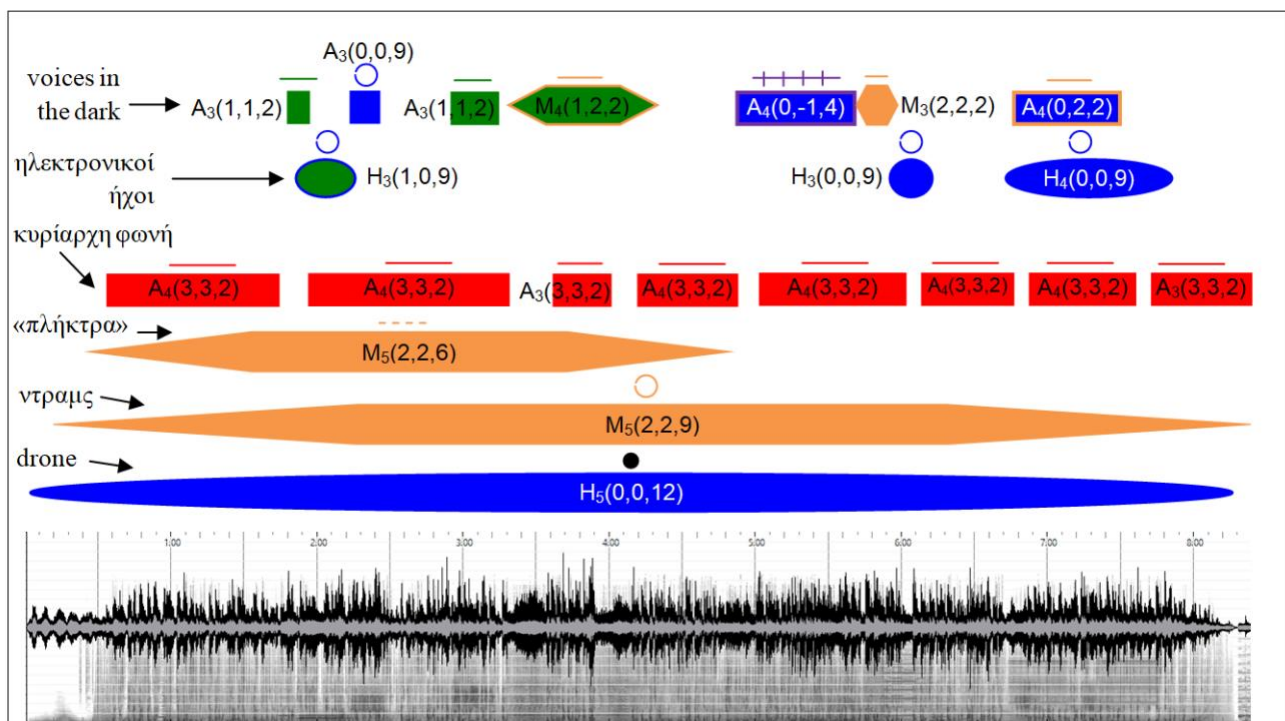 A₃(0,0,9)
voices in
the dark
A₃(1,1,2)
A₃(1,1,2)
M₄(1,2,2)
A₄(0,-1,4)
M₃(2,2,2)
A₄(0,2,2)
ηλεκτρονικοί
ήχοι
H₃(1,0,9)
H₃(0,0,9)
H₄(0,0,9)
κυρίαρχη φωνή
A₄(3,3,2)
A₄(3,3,2)
A₃(3,3,2)
A₄(3,3,2)
A₄(3,3,2)
A₄(3,3,2)
A₄(3,3,2)
A₃(3,3,2)
«πλήκτρα»
M₅(2,2,6)
ντραμς
M₅(2,2,9)
drone
H₅(0,0,12)
1:00 2:00 3:00 4:00 5:00 6:00 7:00 8:00